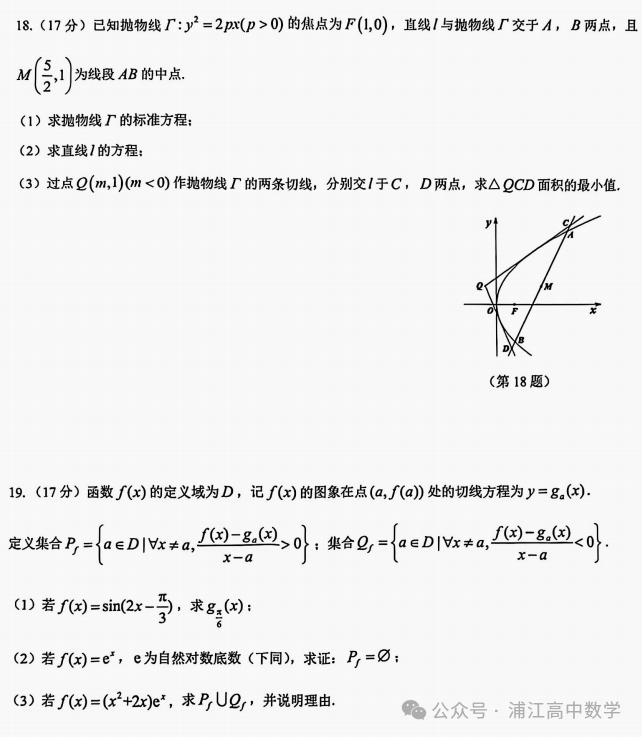 18.(17分)已知抛物线Γ:y²=2px(p>0)的焦点为F(1,0),直线l与抛物线Γ交于A,B两点,且
M(5/2,1)为线段AB的中点.
(1)求抛物线Γ的标准方程;
(2)求直线l的方程;
(3)过点Q(m,1)(m<0)作抛物线Γ的两条切线,分别交l于C,D两点,求△QCD面积的最小值.
y
C
A
Q
M
O
F
x
B
D
(第18题)
19.(17分)函数f(x)的定义域为D,记f(x)的图象在点(a,f(a))处的切线方程为y=gₐ(x).
定义集合P_f={a∈D|∀x≠a,(f(x)-gₐ(x))/(x-a)>0};集合Q_f={a∈D|∀x≠a,(f(x)-gₐ(x))/(x-a)<0}.
(1)若f(x)=sin(2x-π/3),求g_{π/6}(x);
(2)若f(x)=eˣ,e为自然对数底数(下同),求证:P_f=∅;
(3)若f(x)=(x²+2x)eˣ,求P_f∪Q_f,并说明理由.
公众号·浦江高中数学